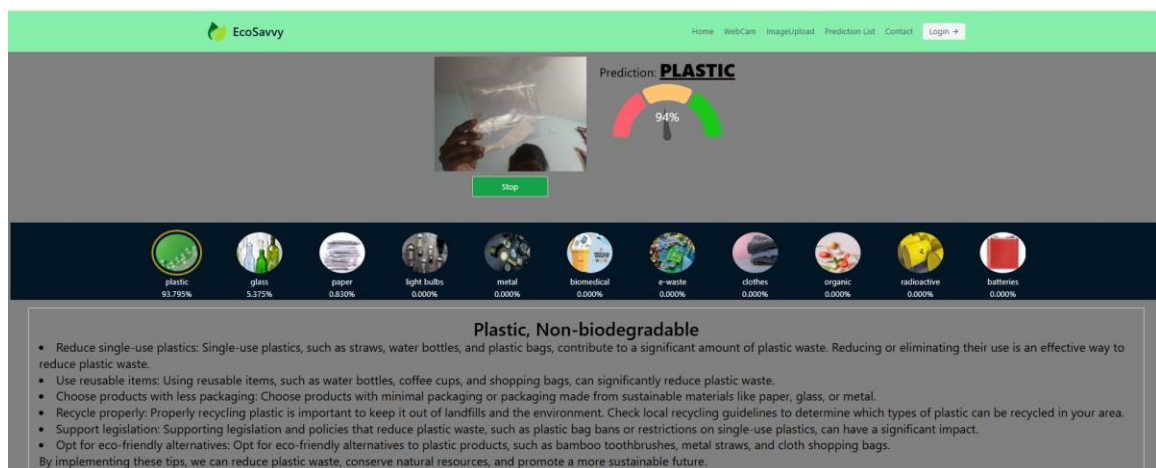 EcoSavvy
Home WebCam ImageUpload Prediction List Contact Login →
Prediction: PLASTIC
94%
Stop
plastic glass paper light bulbs metal biomedical e-waste clothes organic radioactive batteries
93.795% 5.375% 0.830% 0.000% 0.000% 0.000% 0.000% 0.000% 0.000% 0.000% 0.000%
Plastic, Non-biodegradable
• Reduce single-use plastics: Single-use plastics, such as straws, water bottles, and plastic bags, contribute to a significant amount of plastic waste. Reducing or eliminating their use is an effective way to
reduce plastic waste.
• Use reusable items: Using reusable items, such as water bottles, coffee cups, and shopping bags, can significantly reduce plastic waste.
• Choose products with less packaging: Choose products with minimal packaging or packaging made from sustainable materials like paper, glass, or metal.
• Recycle properly: Properly recycling plastic is important to keep it out of landfills and the environment. Check local recycling guidelines to determine which types of plastic can be recycled in your area.
• Support legislation: Supporting legislation and policies that reduce plastic waste, such as plastic bag bans or restrictions on single-use plastics, can have a significant impact.
• Opt for eco-friendly alternatives: Opt for eco-friendly alternatives to plastic products, such as bamboo toothbrushes, metal straws, and cloth shopping bags.
By implementing these tips, we can reduce plastic waste, conserve natural resources, and promote a more sustainable future.